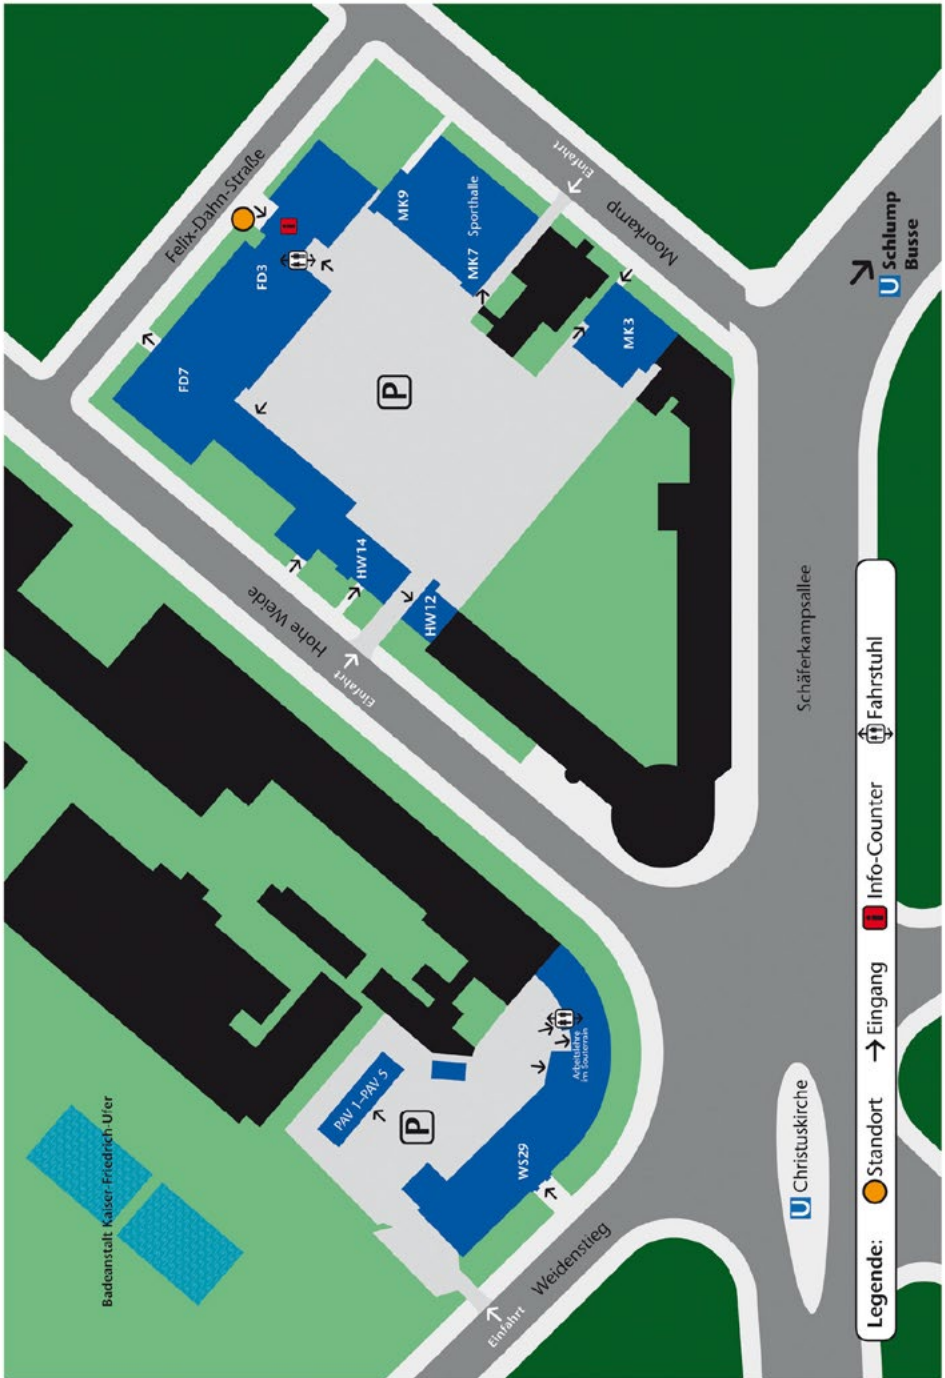 Badeanstalt Kaiser-Friedrich-Ufer
Felix-Dahn-Straße
Hohe Weide
Moorkamp
Schäferkampsallee
Weidenstieg
Einfahrt
Einfahrt
Einfahrt
FD3
FD7
MK9
MK7 Sporthalle
MK3
HW14
HW12
P
PAV 1–PAV 5
P
WS29
Arbeitslehre
im Souterrain
U Christuskirche
U Schlump
Busse
Legende:
Standort
Eingang
i Info-Counter
Fahrstuhl